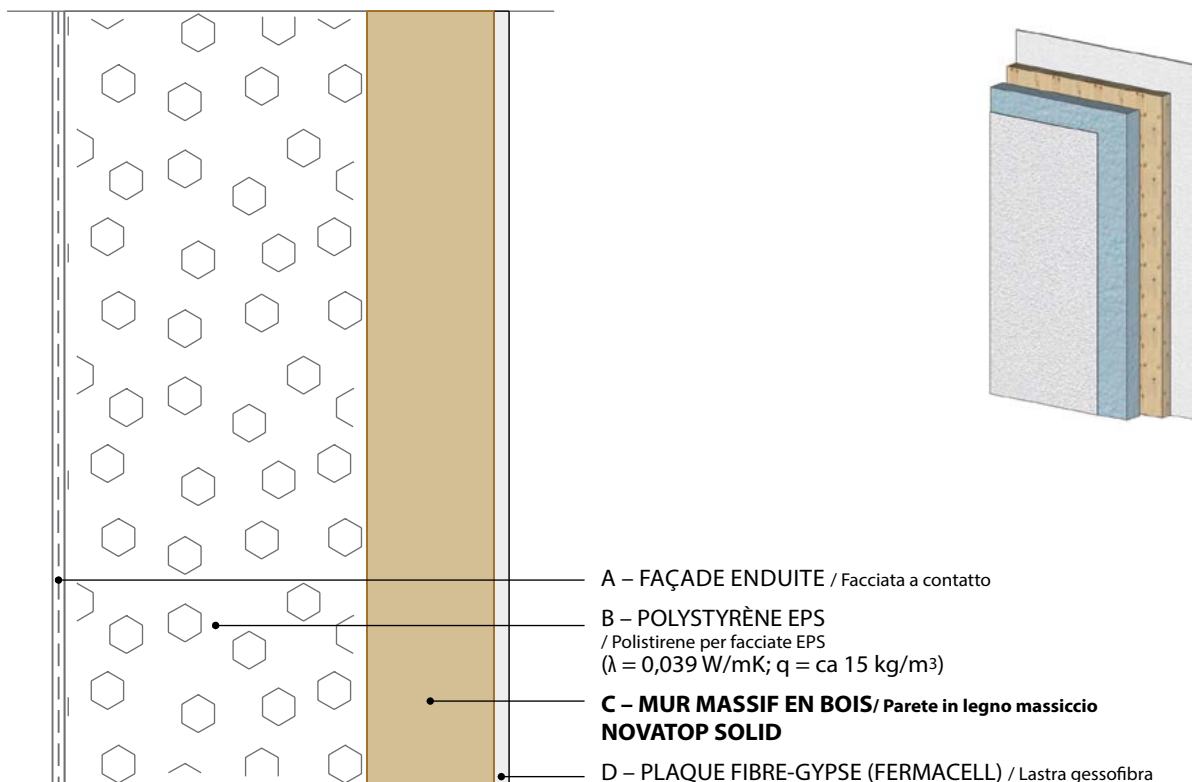 A – FAÇADE ENDUITE / Facciata a contatto
B – POLYSTYRÈNE EPS
/ Polistirene per facciate EPS
(λ = 0,039 W/mK; q = ca 15 kg/m³)
C – MUR MASSIF EN BOIS/ Parete in legno massiccio
NOVATOP SOLID
D – PLAQUE FIBRE-GYPSE (FERMACELL) / Lastra gessofibra